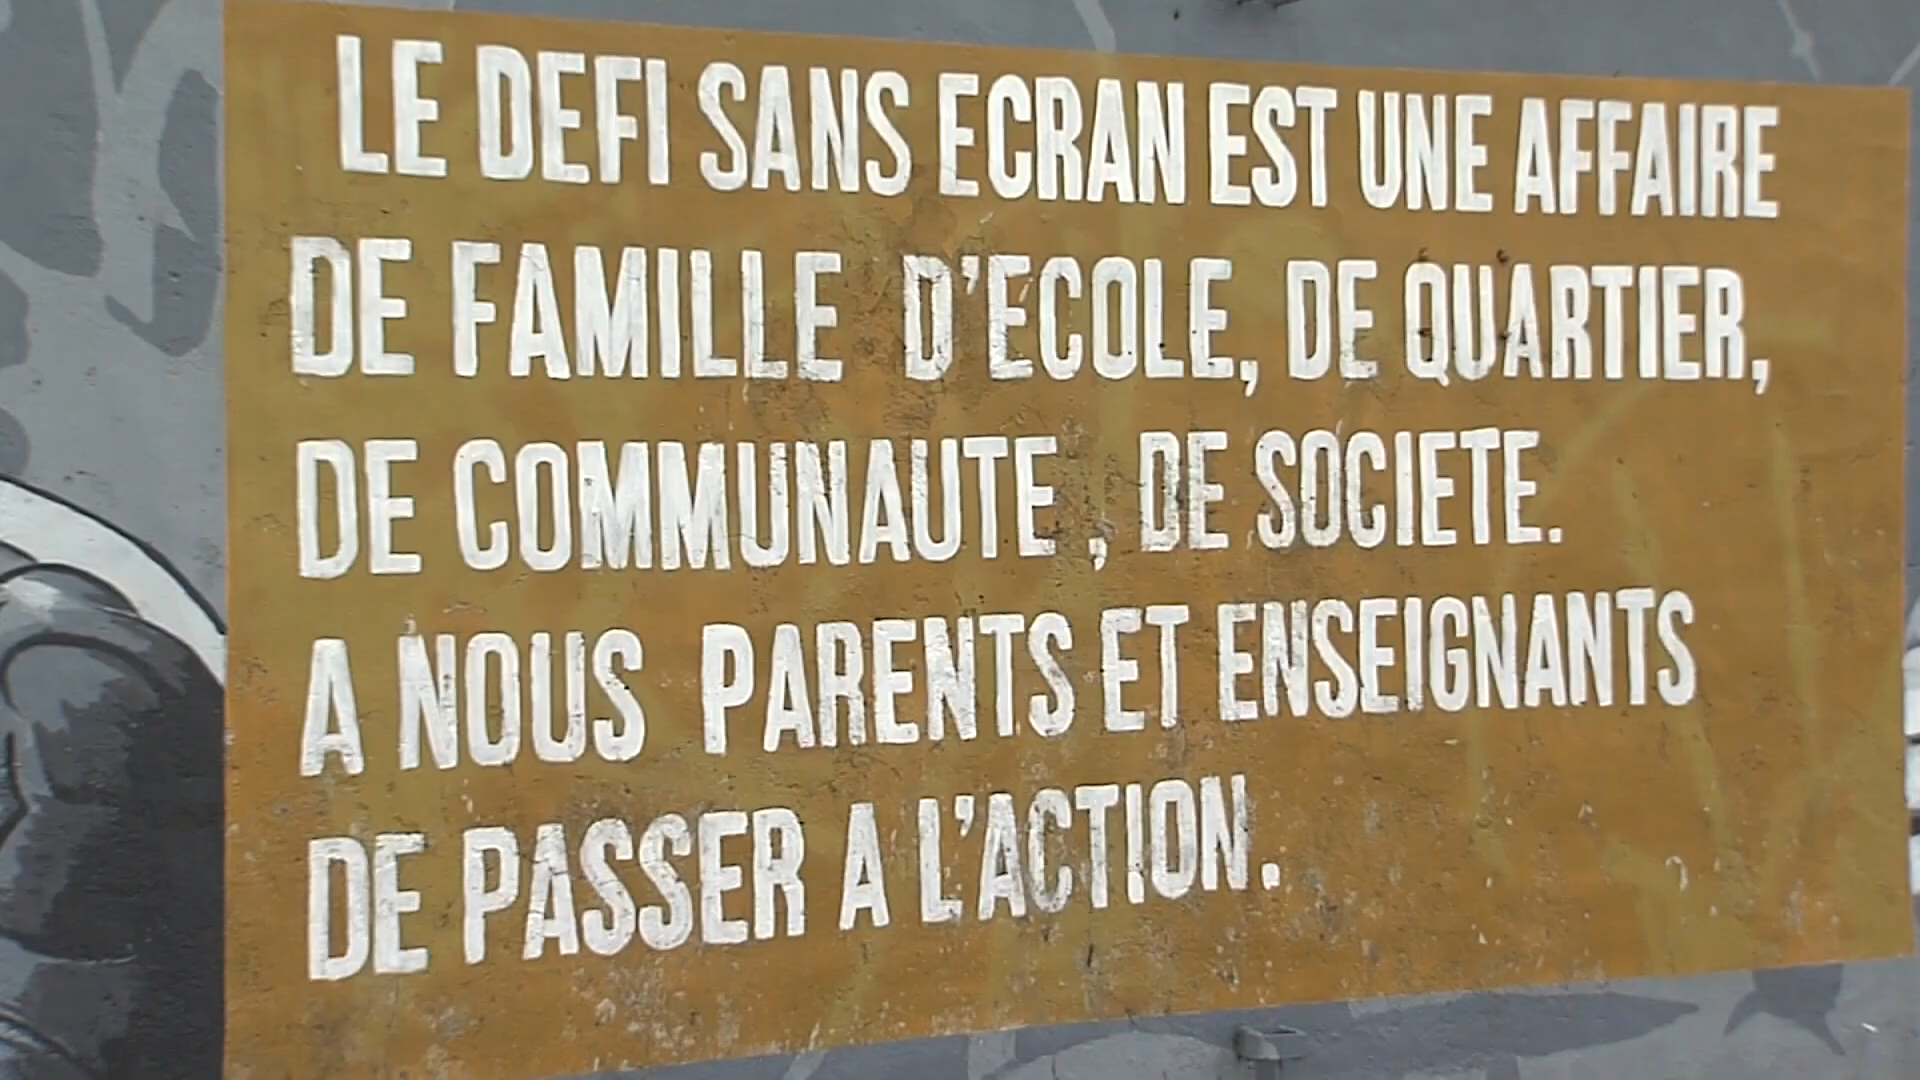 LE DEFI SANS ECRAN EST UNE AFFAIRE
DE FAMILLE D'ECOLE, DE QUARTIER,
DE COMMUNAUTE, DE SOCIETE.
A NOUS PARENTS ET ENSEIGNANTS
DE PASSER A L'ACTION.